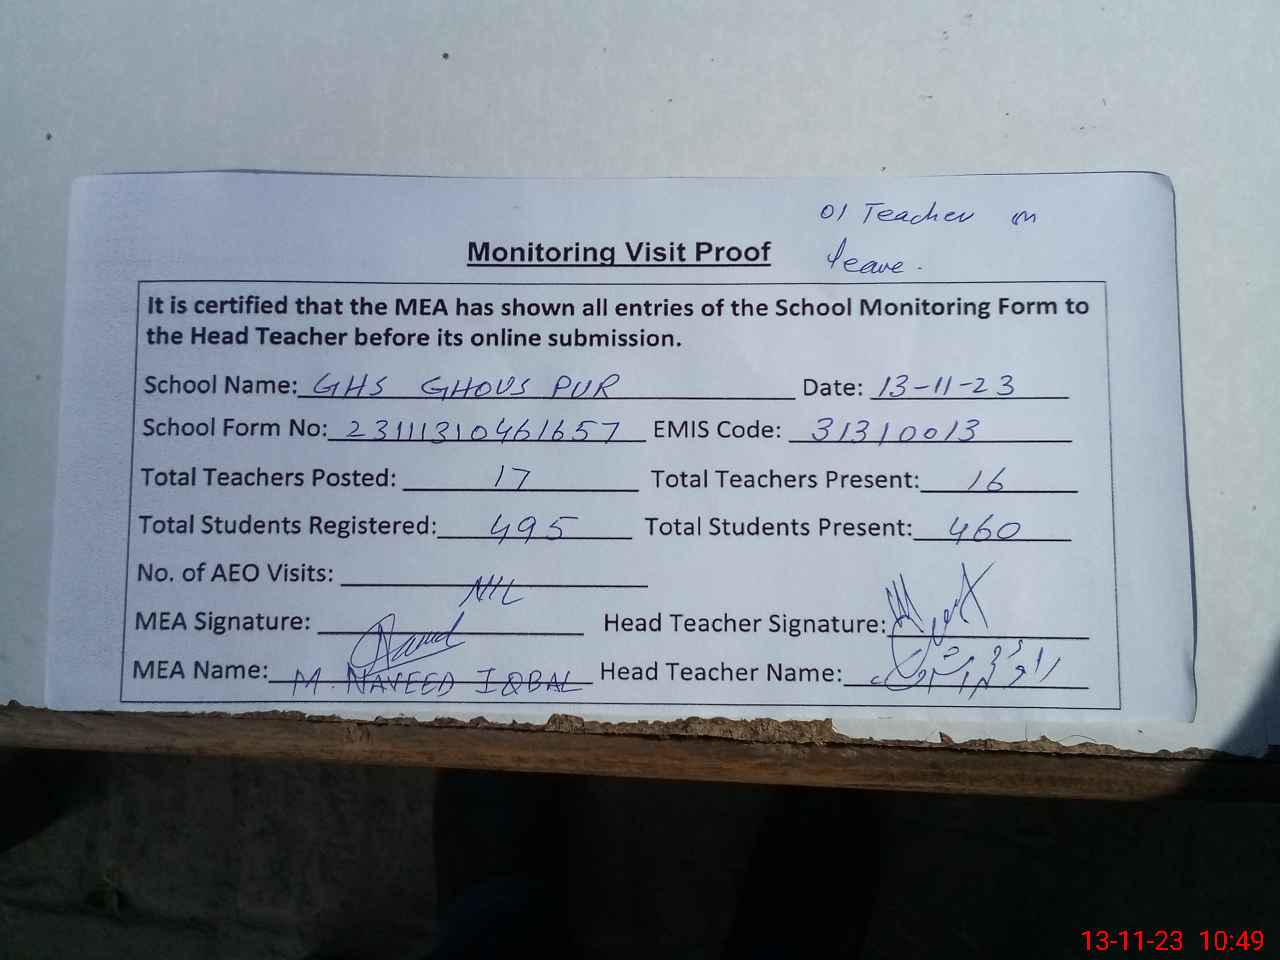 01 Teacher on
leave.
Monitoring Visit Proof
It is certified that the MEA has shown all entries of the School Monitoring Form to
the Head Teacher before its online submission.
School Name: GHS GHOUS PUR Date: 13-11-23
School Form No: 23111310461657 EMIS Code: 31310013
Total Teachers Posted: 17 Total Teachers Present: 16
Total Students Registered: 495 Total Students Present: 460
No. of AEO Visits: NIL
MEA Signature: Head Teacher Signature:
MEA Name: M. NAVEED IQBAL Head Teacher Name:
13-11-23 10:49